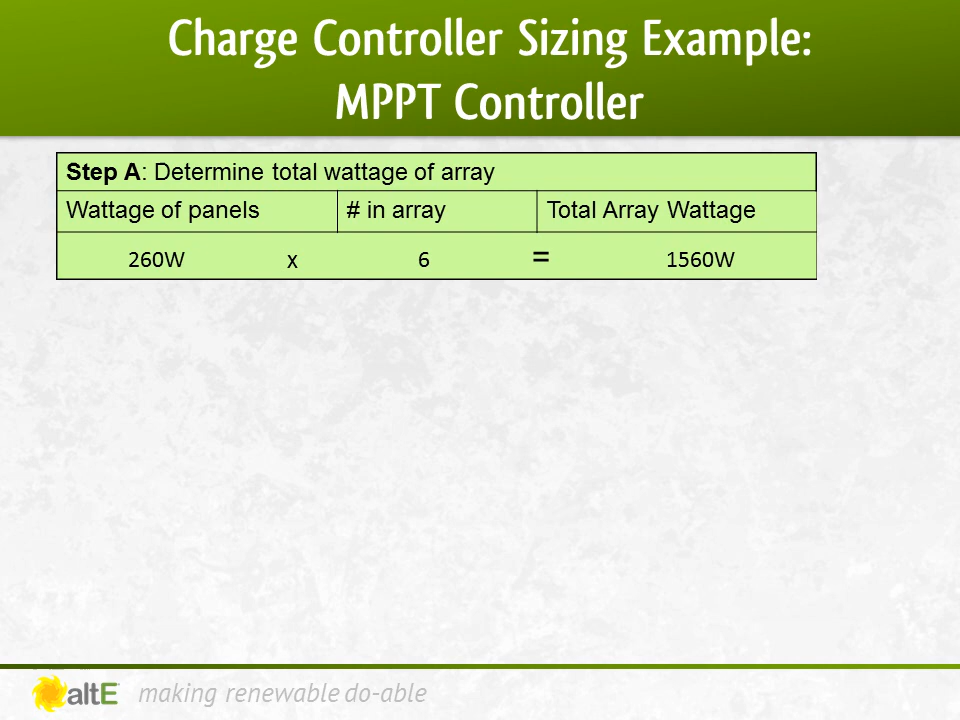 Charge Controller Sizing Example:
MPPT Controller
Step A: Determine total wattage of array
Wattage of panels # in array Total Array Wattage
260W x 6 = 1560W
altE making renewable do-able